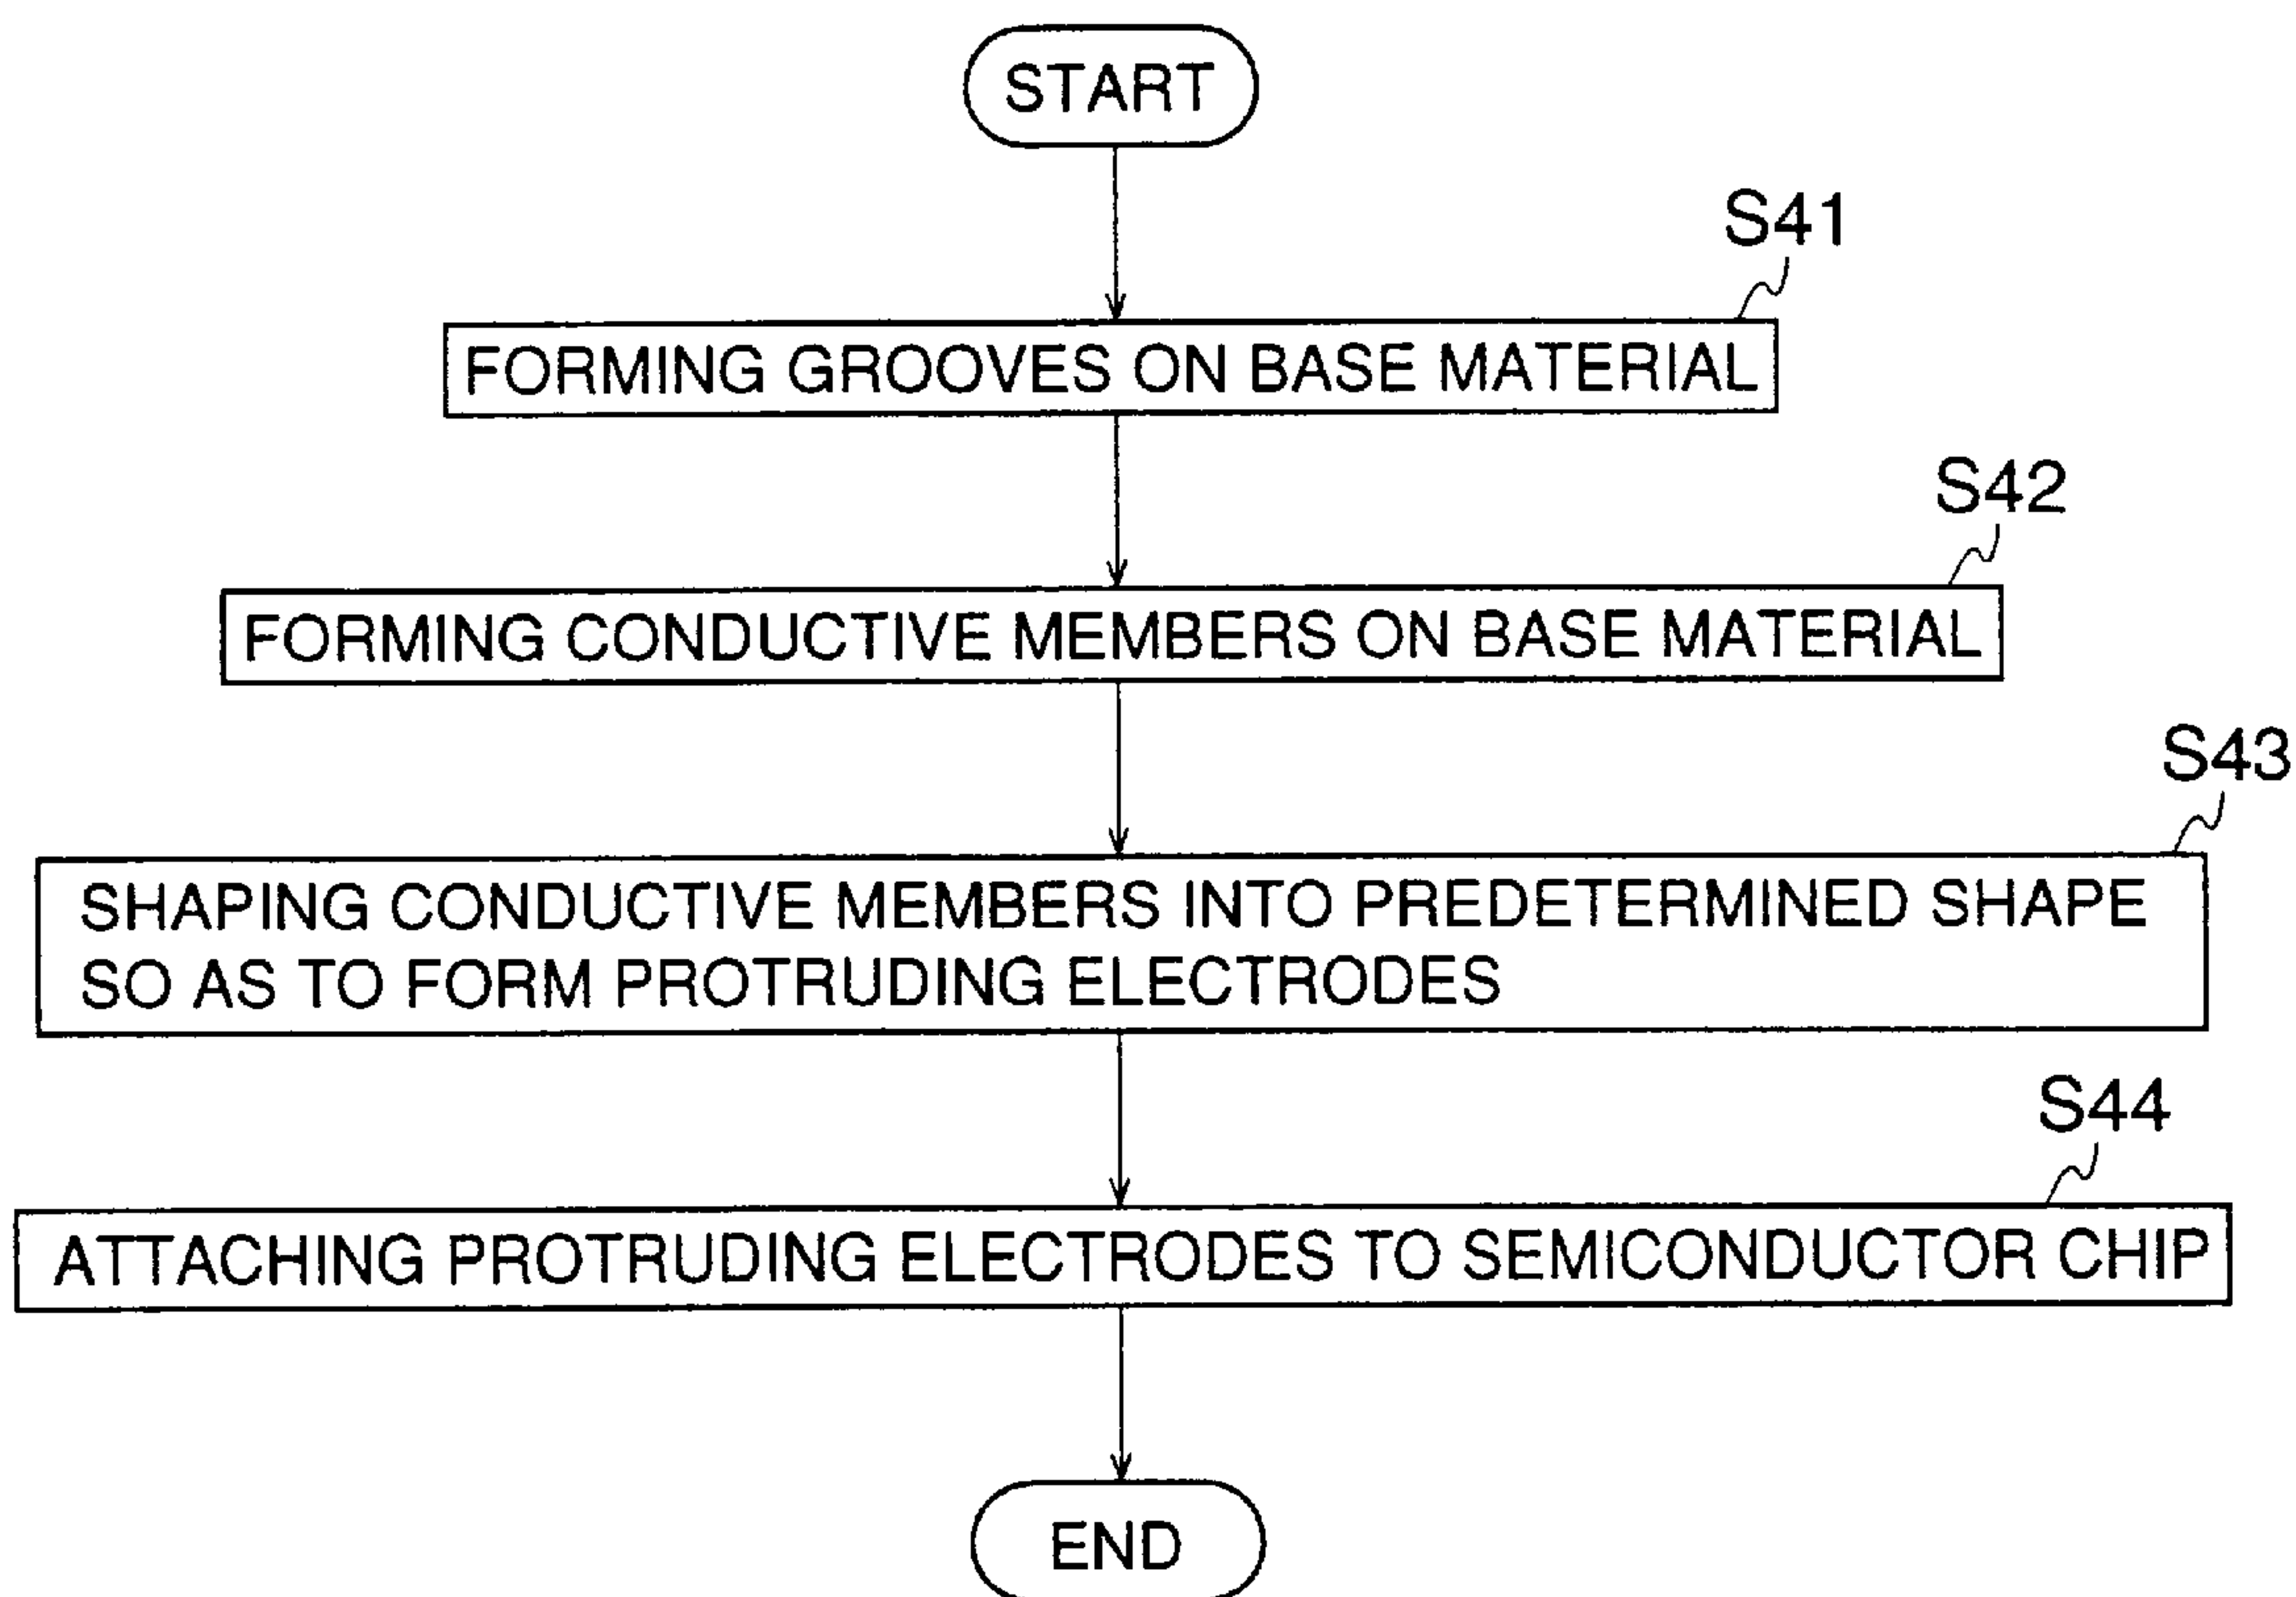 START
S41
FORMING GROOVES ON BASE MATERIAL
S42
FORMING CONDUCTIVE MEMBERS ON BASE MATERIAL
S43
SHAPING CONDUCTIVE MEMBERS INTO PREDETERMINED SHAPE
SO AS TO FORM PROTRUDING ELECTRODES
S44
ATTACHING PROTRUDING ELECTRODES TO SEMICONDUCTOR CHIP
END